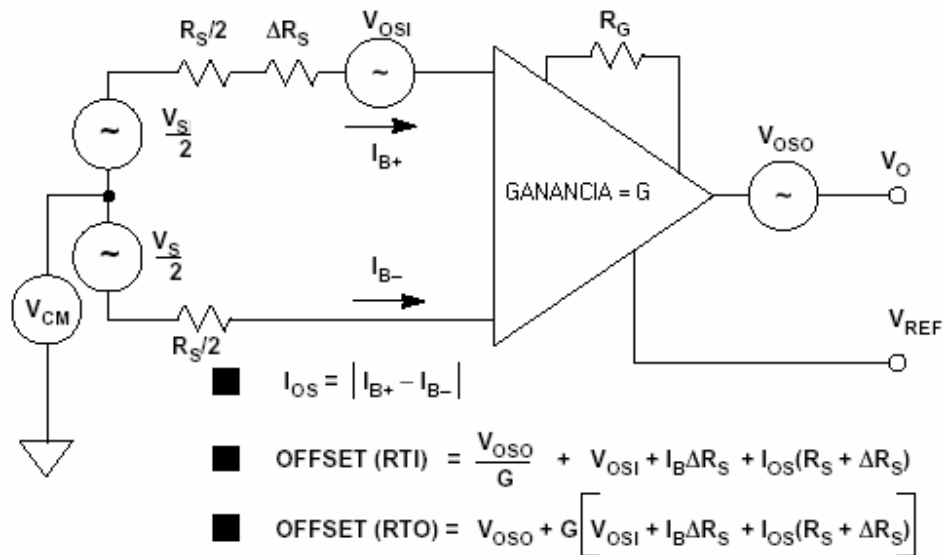 R_S/2 ΔR_S V_OSI R_G
~
V_S/2 ~
I_B+
V_OSO V_O
GANANCIA = G ~
V_S/2 ~
I_B–
V_CM
R_S/2
V_REF
I_OS = | I_B+ – I_B– |
OFFSET (RTI) = V_OSO/G + V_OSI + I_BΔR_S + I_OS(R_S + ΔR_S)
OFFSET (RTO) = V_OSO + G[V_OSI + I_BΔR_S + I_OS(R_S + ΔR_S)]